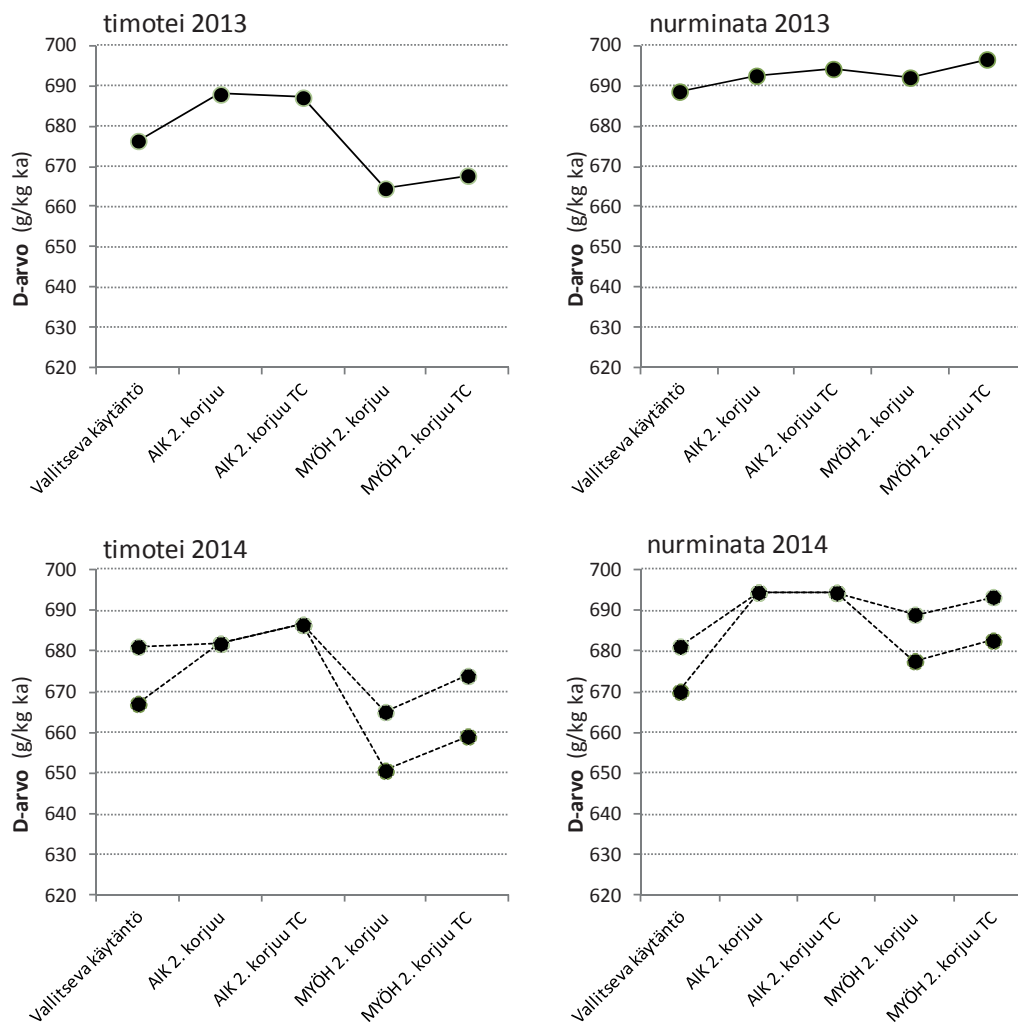 timotei 2013
D-arvo (g/kg ka)
700
690
680
670
660
650
640
630
620
Vallitseva käytäntö
AIK 2. korjuu
AIK 2. korjuu TC
MYÖH 2. korjuu
MYÖH 2. korjuu TC
nurminata 2013
D-arvo (g/kg ka)
700
690
680
670
660
650
640
630
620
Vallitseva käytäntö
AIK 2. korjuu
AIK 2. korjuu TC
MYÖH 2. korjuu
MYÖH 2. korjuu TC
timotei 2014
D-arvo (g/kg ka)
700
690
680
670
660
650
640
630
620
Vallitseva käytäntö
AIK 2. korjuu
AIK 2. korjuu TC
MYÖH 2. korjuu
MYÖH 2. korjuu TC
nurminata 2014
D-arvo (g/kg ka)
700
690
680
670
660
650
640
630
620
Vallitseva käytäntö
AIK 2. korjuu
AIK 2. korjuu TC
MYÖH 2. korjuu
MYÖH 2. korjuu TC